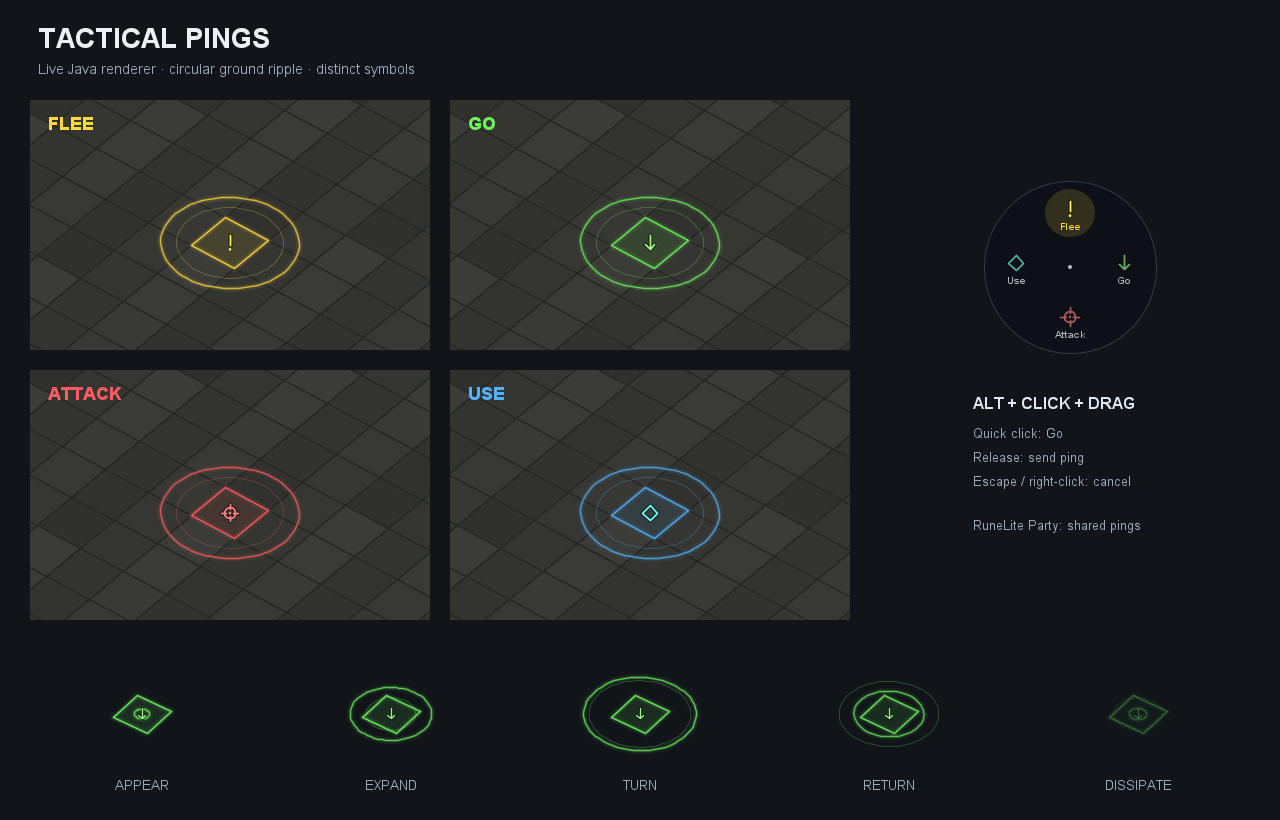 TACTICAL PINGS
Live Java renderer · circular ground ripple · distinct symbols
FLEE
GO
!
!
Flee
Use
Go
Attack
ATTACK
USE
ALT + CLICK + DRAG
Quick click: Go
Release: send ping
Escape / right-click: cancel
RuneLite Party: shared pings
APPEAR
EXPAND
TURN
RETURN
DISSIPATE